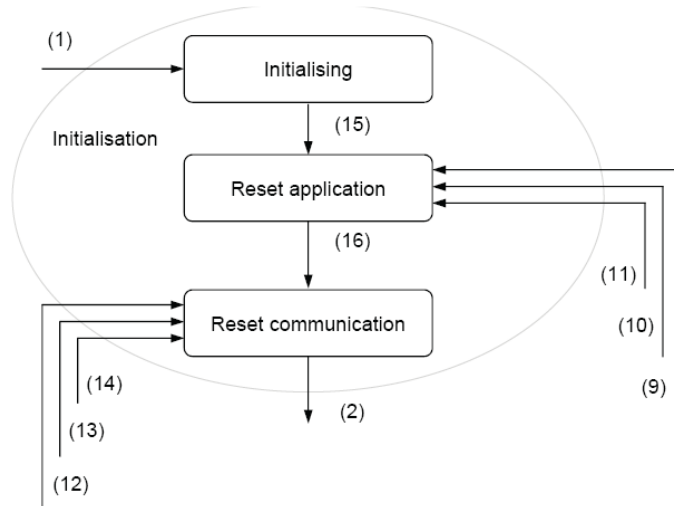 (1)
Initialising
(15)
Initialisation
Reset application
(16)
(11)
Reset communication
(10)
(14)
(9)
(2)
(13)
(12)